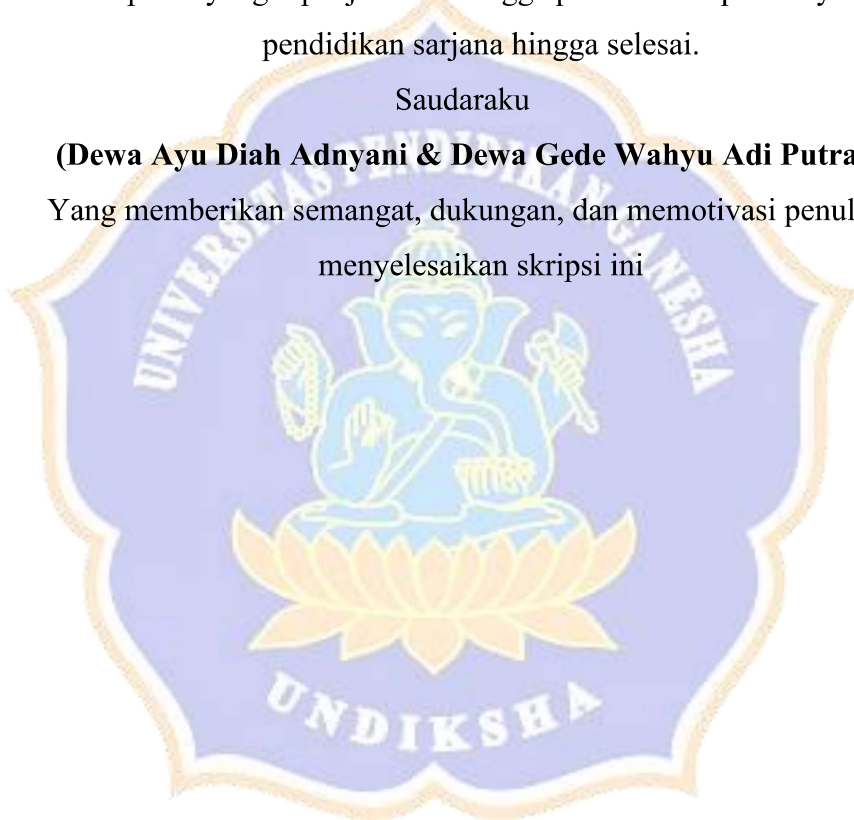 pendidikan sarjana hingga selesai.
Saudaraku
(Dewa Ayu Diah Adnyani & Dewa Gede Wahyu Adi Putra
Yang memberikan semangat, dukungan, dan memotivasi
menyelesaikan skripsi ini
UNIVERSITAS PENDIDIKAN GANESHA
UNDIKSHA